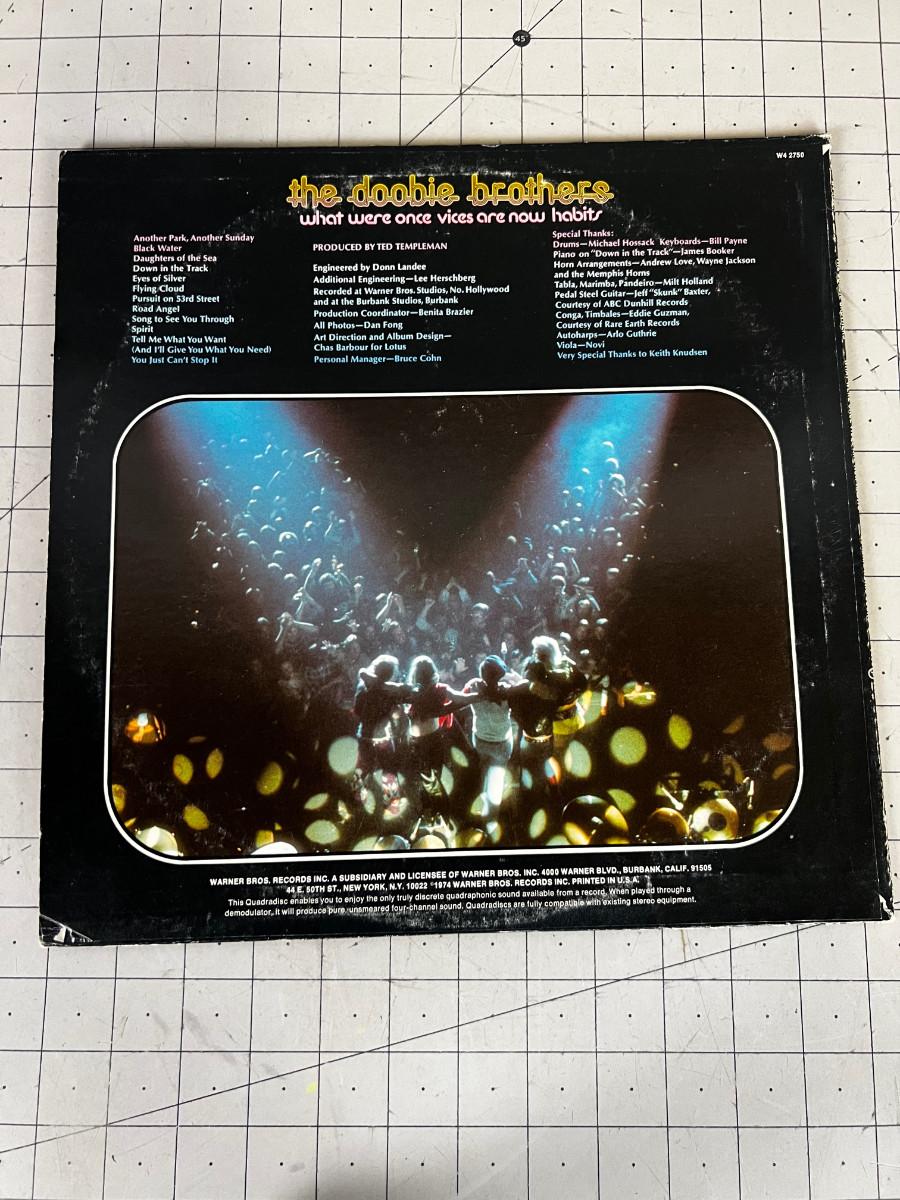 45°
W4 2750
the doobie brothers
what were once vices are now habits
Another Park, Another Sunday
Black Water
Daughters of the Sea
Down in the Track
Eyes of Silver
Flying Cloud
Pursuit on 53rd Street
Road Angel
Song to See You Through
Spirit
Tell Me What You Want
(And I'll Give You What You Need)
You Just Can't Stop It
PRODUCED BY TED TEMPLEMAN
Engineered by Donn Landee
Additional Engineering—Lee Herschberg
Recorded at Warner Bros. Studios, No. Hollywood
and at the Burbank Studios, Burbank
Production Coordinator—Benita Brazier
All Photos—Dan Fong
Art Direction and Album Design—
Chas Barbour for Lotus
Personal Manager—Bruce Cohn
Special Thanks:
Drums—Michael Hossack Keyboards—Bill Payne
Piano on "Down in the Track"—James Booker
Horn Arrangements—Andrew Love, Wayne Jackson
and the Memphis Horns
Tabla, Marimba, Pandeiro—Milt Holland
Pedal Steel Guitar—Jeff "Skunk" Baxter,
Courtesy of ABC Dunhill Records
Conga, Timbales—Eddie Guzman,
Courtesy of Rare Earth Records
Autoharps—Arlo Guthrie
Viola—Novi
Very Special Thanks to Keith Knudsen
WARNER BROS. RECORDS INC. A SUBSIDIARY AND LICENSEE OF WARNER BROS. INC. 4000 WARNER BLVD., BURBANK, CALIF. 91505
44 E. 50TH ST., NEW YORK, N.Y. 10022 ©1974 WARNER BROS. RECORDS INC. PRINTED IN U.S.A.
This Quadradisc enables you to enjoy the only truly discrete quadraphonic sound available from a record. When played through a
demodulator, it will produce pure unsmeared four-channel sound. Quadradiscs are fully compatible with existing stereo equipment.